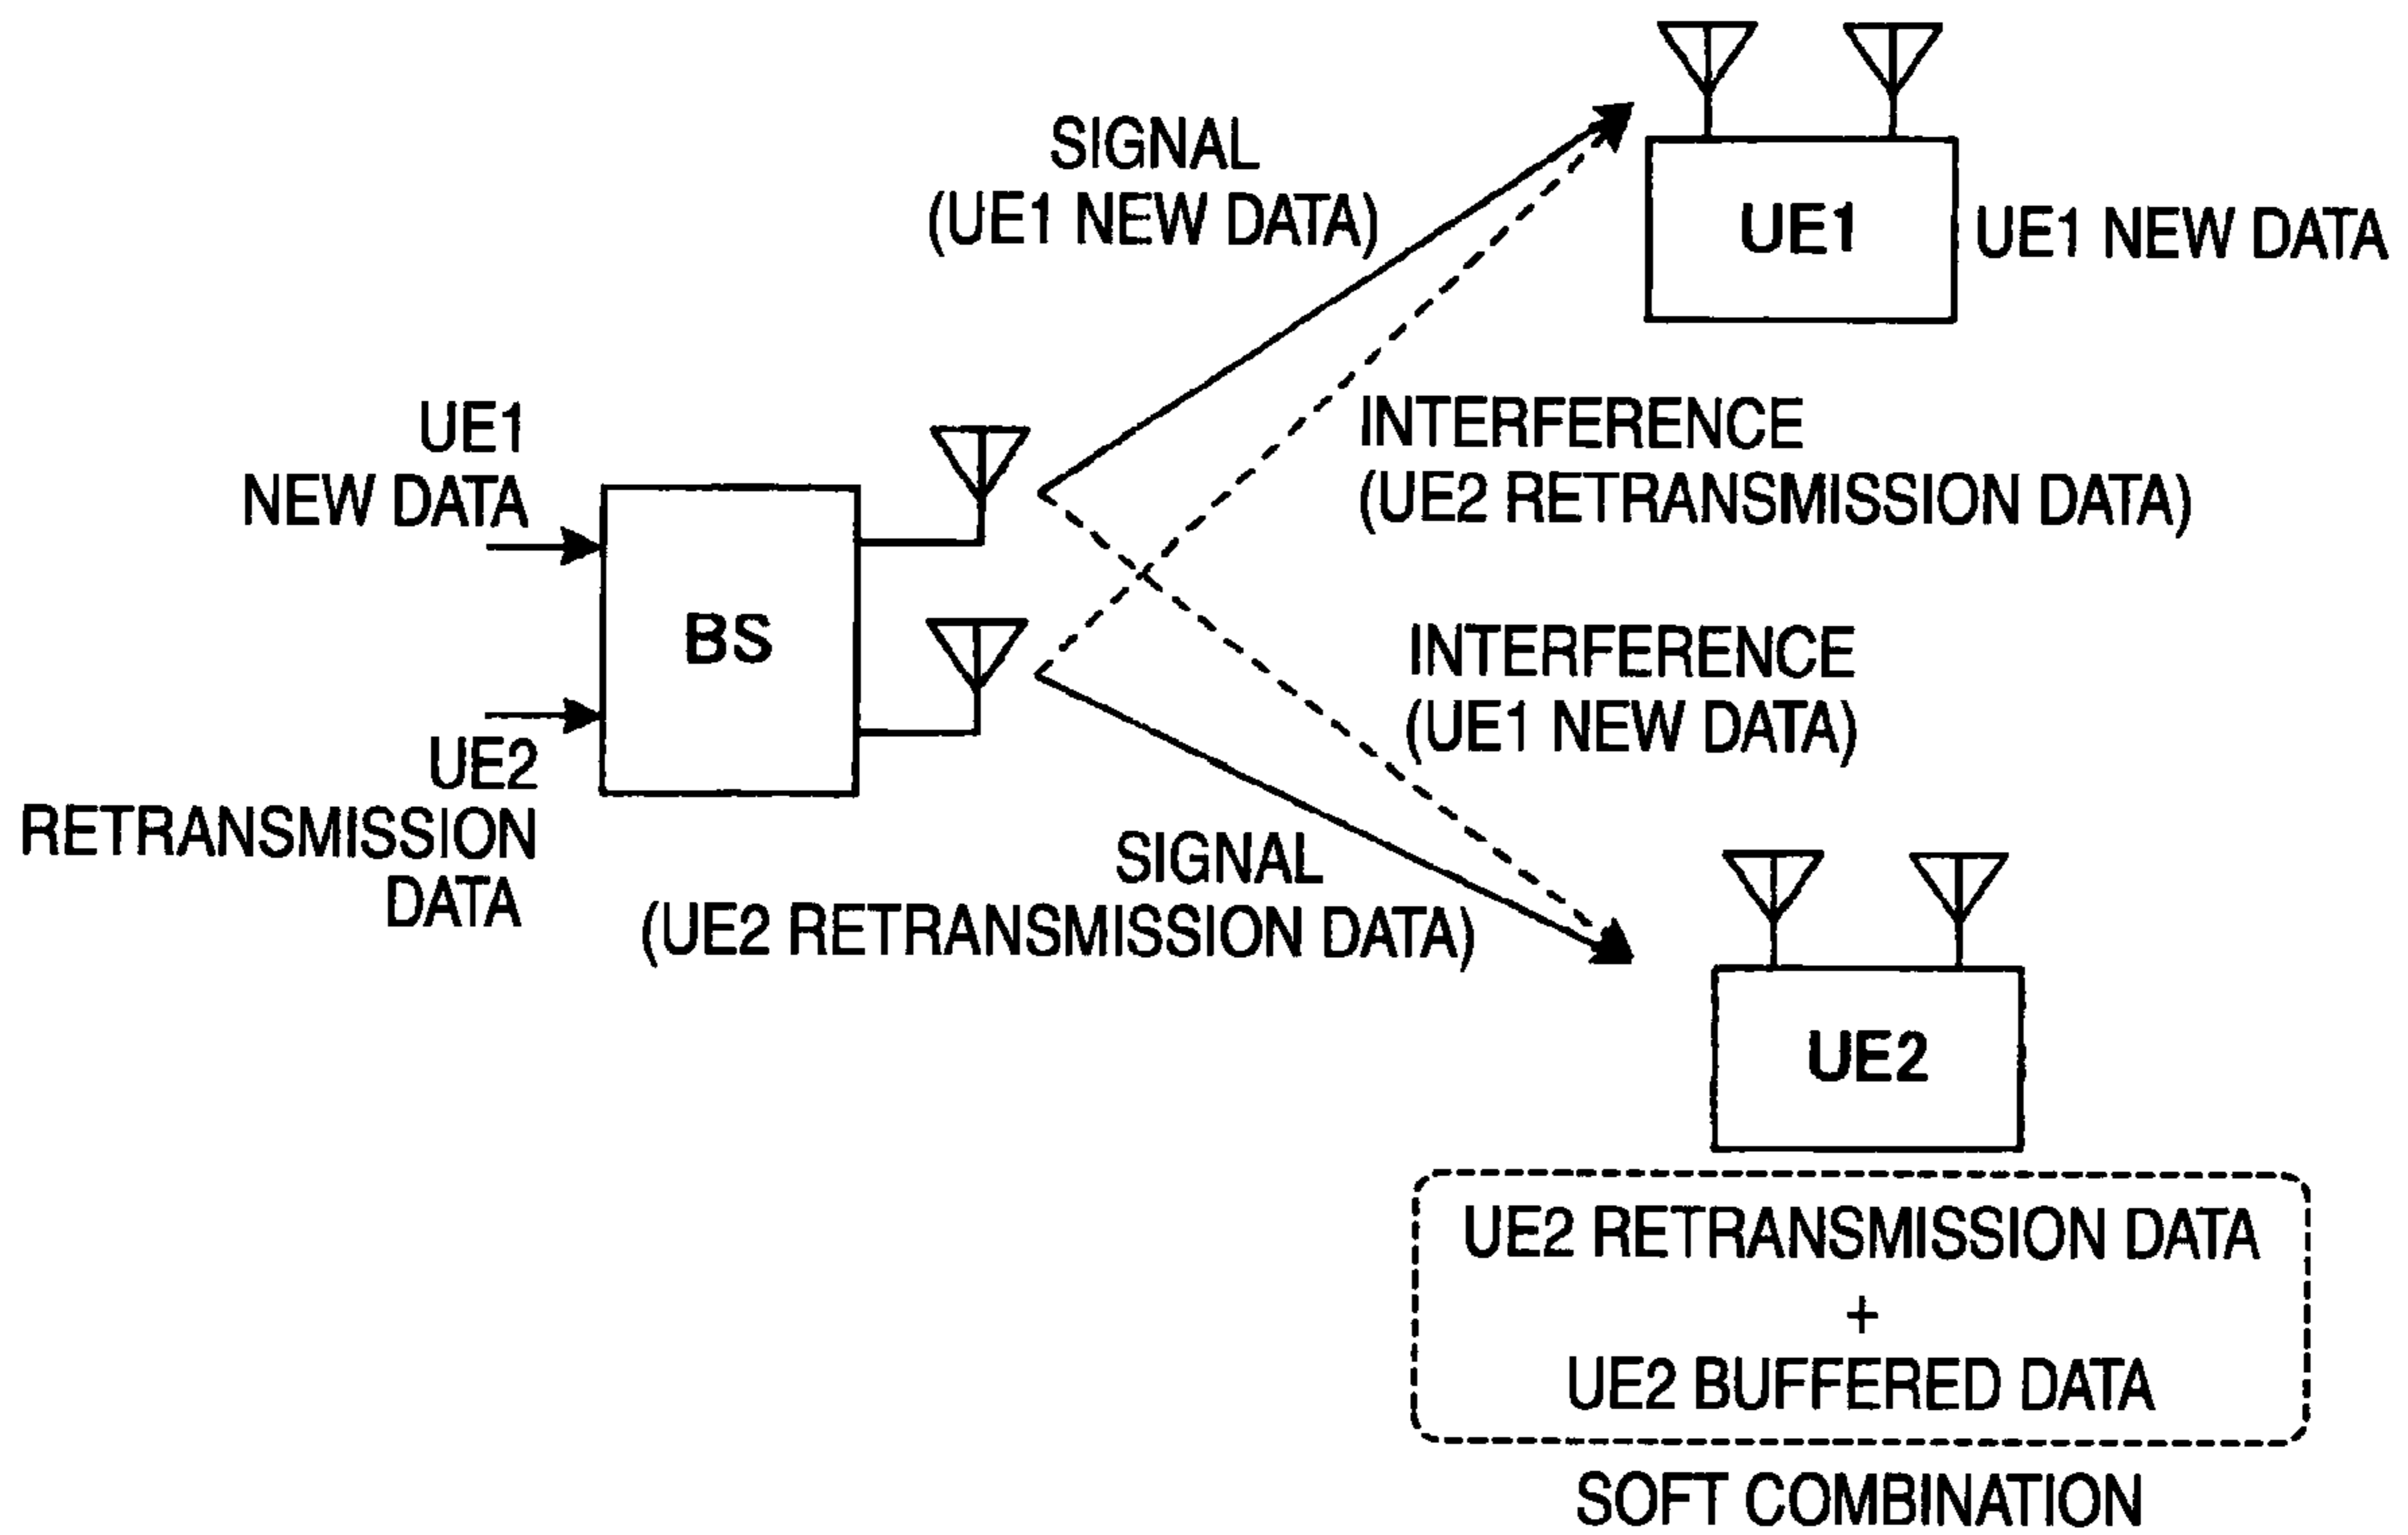 SIGNAL
(UE1 NEW DATA)
UE1
UE1 NEW DATA
UE1
NEW DATA
INTERFERENCE
(UE2 RETRANSMISSION DATA)
BS
INTERFERENCE
(UE1 NEW DATA)
UE2
RETRANSMISSION
DATA
SIGNAL
(UE2 RETRANSMISSION DATA)
UE2
UE2 RETRANSMISSION DATA
+
UE2 BUFFERED DATA
SOFT COMBINATION